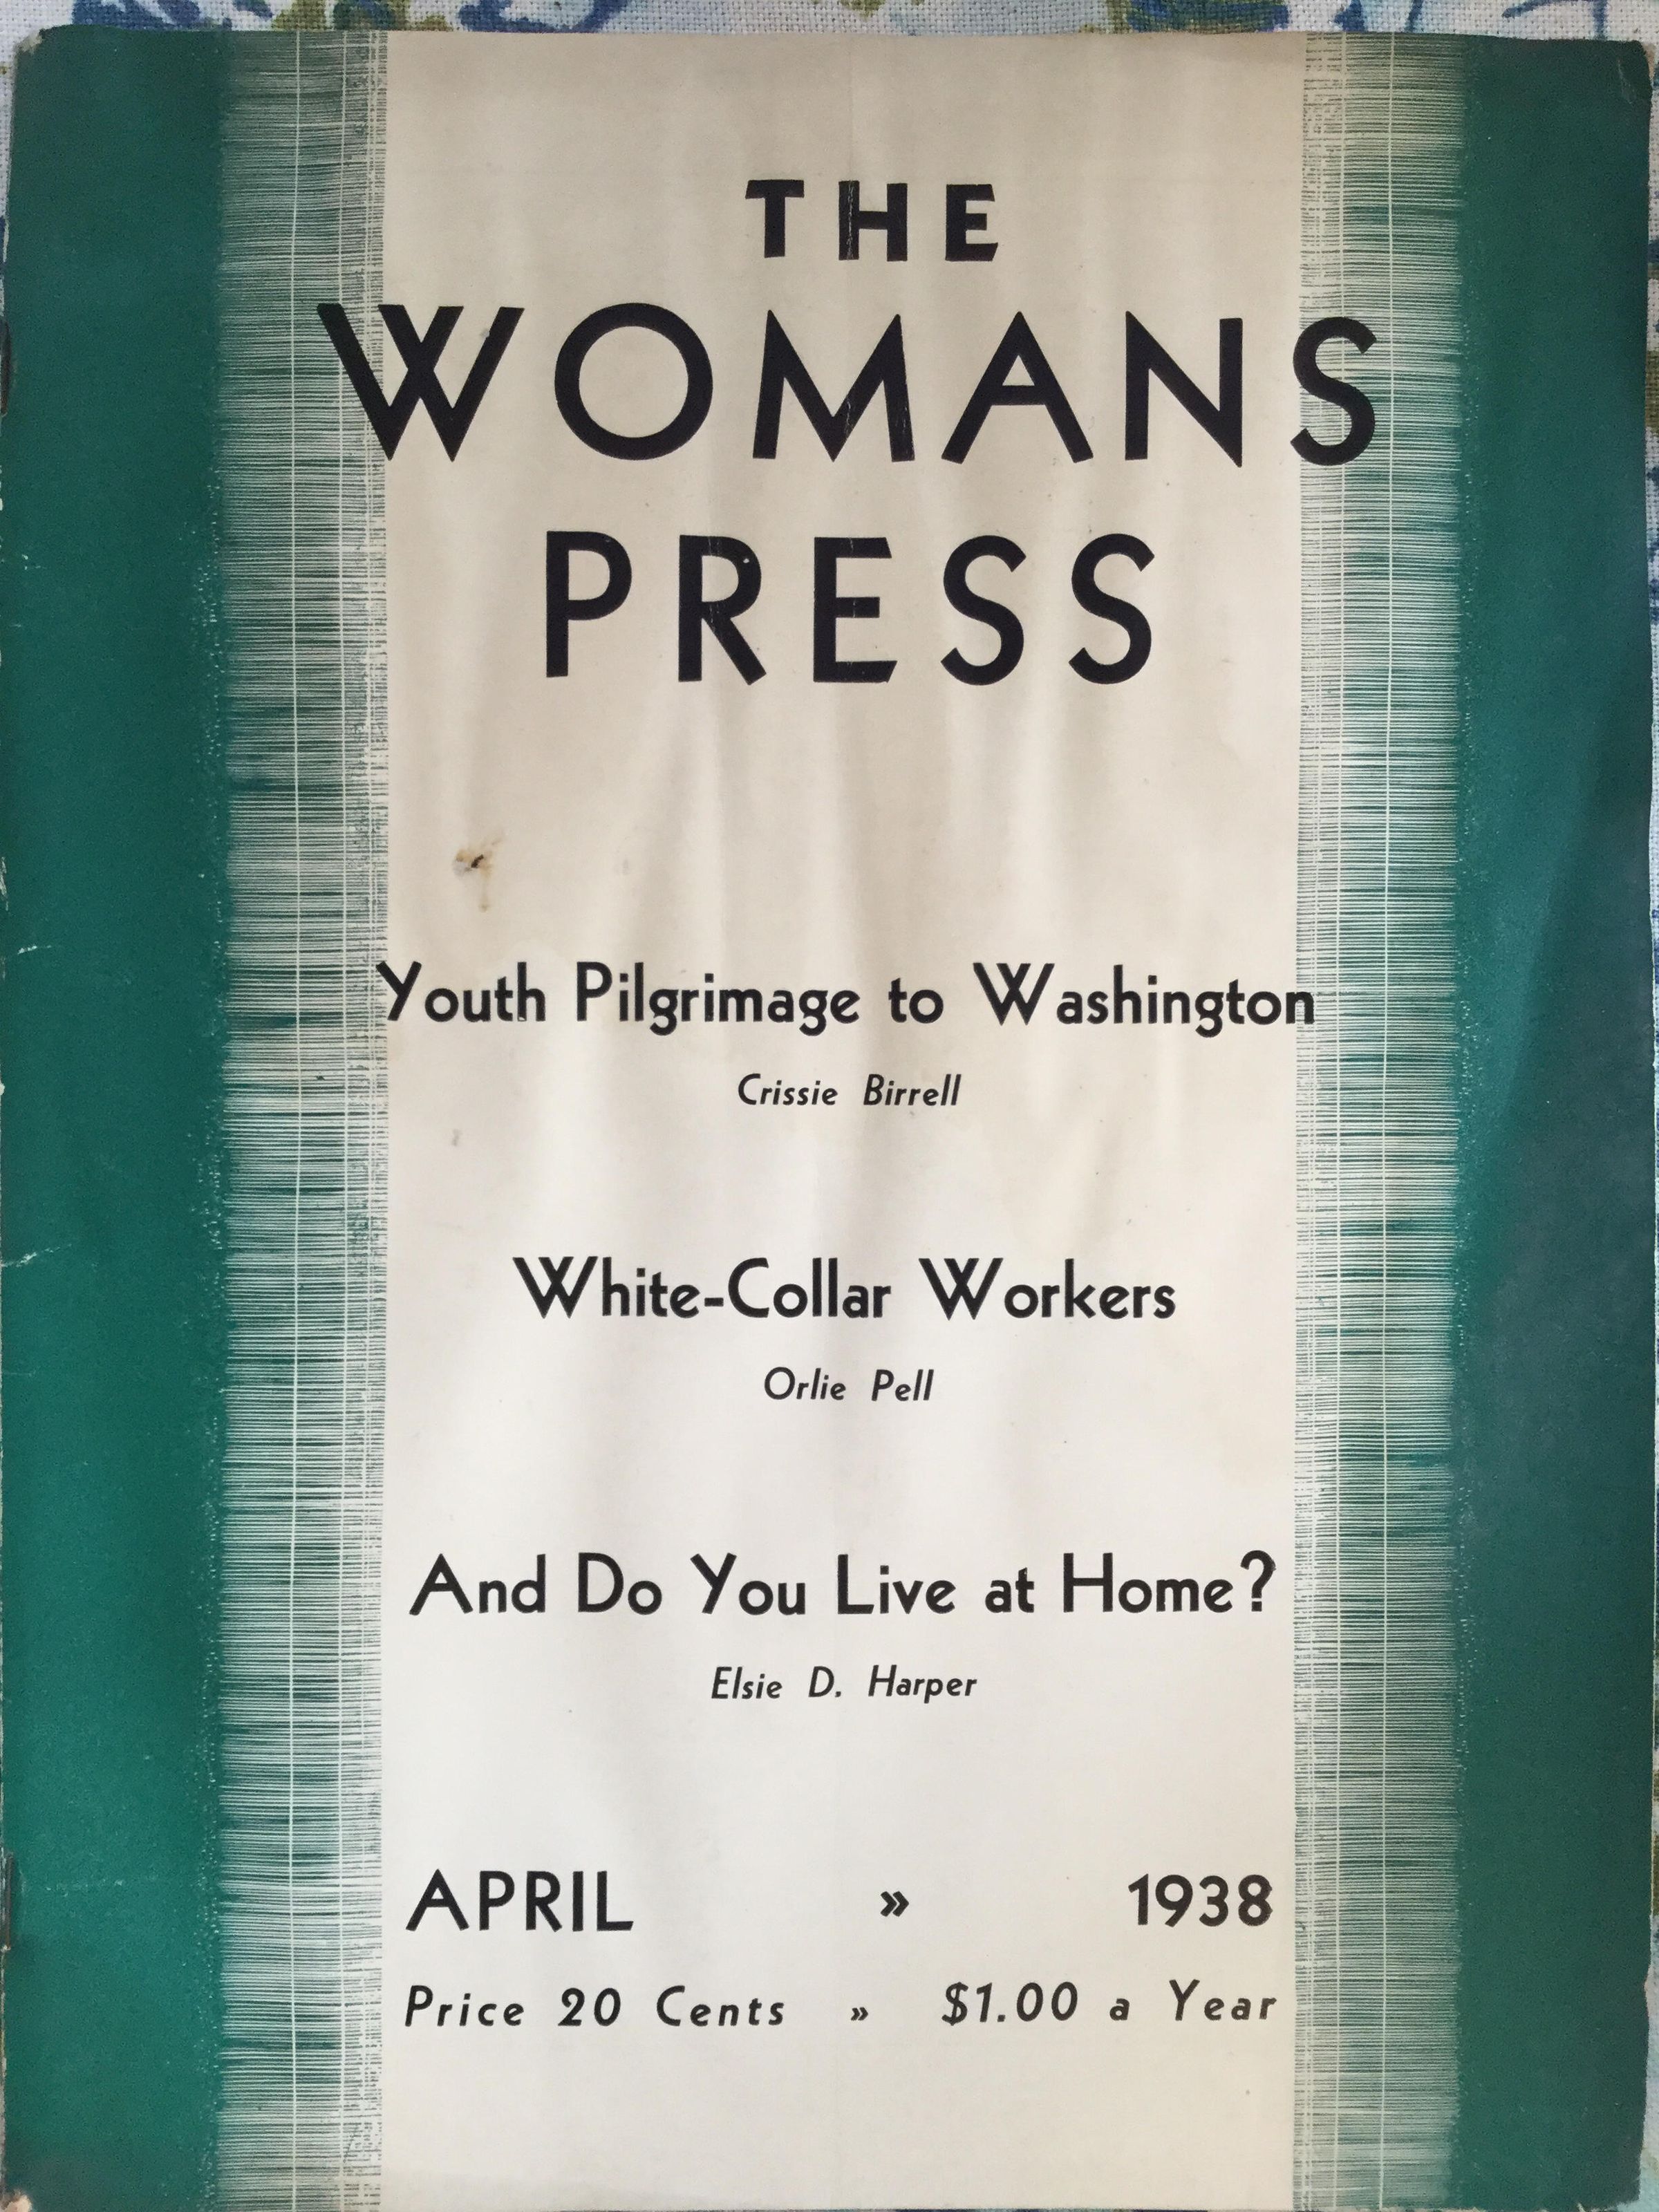 THE
WOMANS
PRESS
Youth Pilgrimage to Washington
Crissie Birrell
White-Collar Workers
Orlie Pell
And Do You Live at Home?
Elsie D. Harper
APRIL » 1938
Price 20 Cents » $1.00 a Year